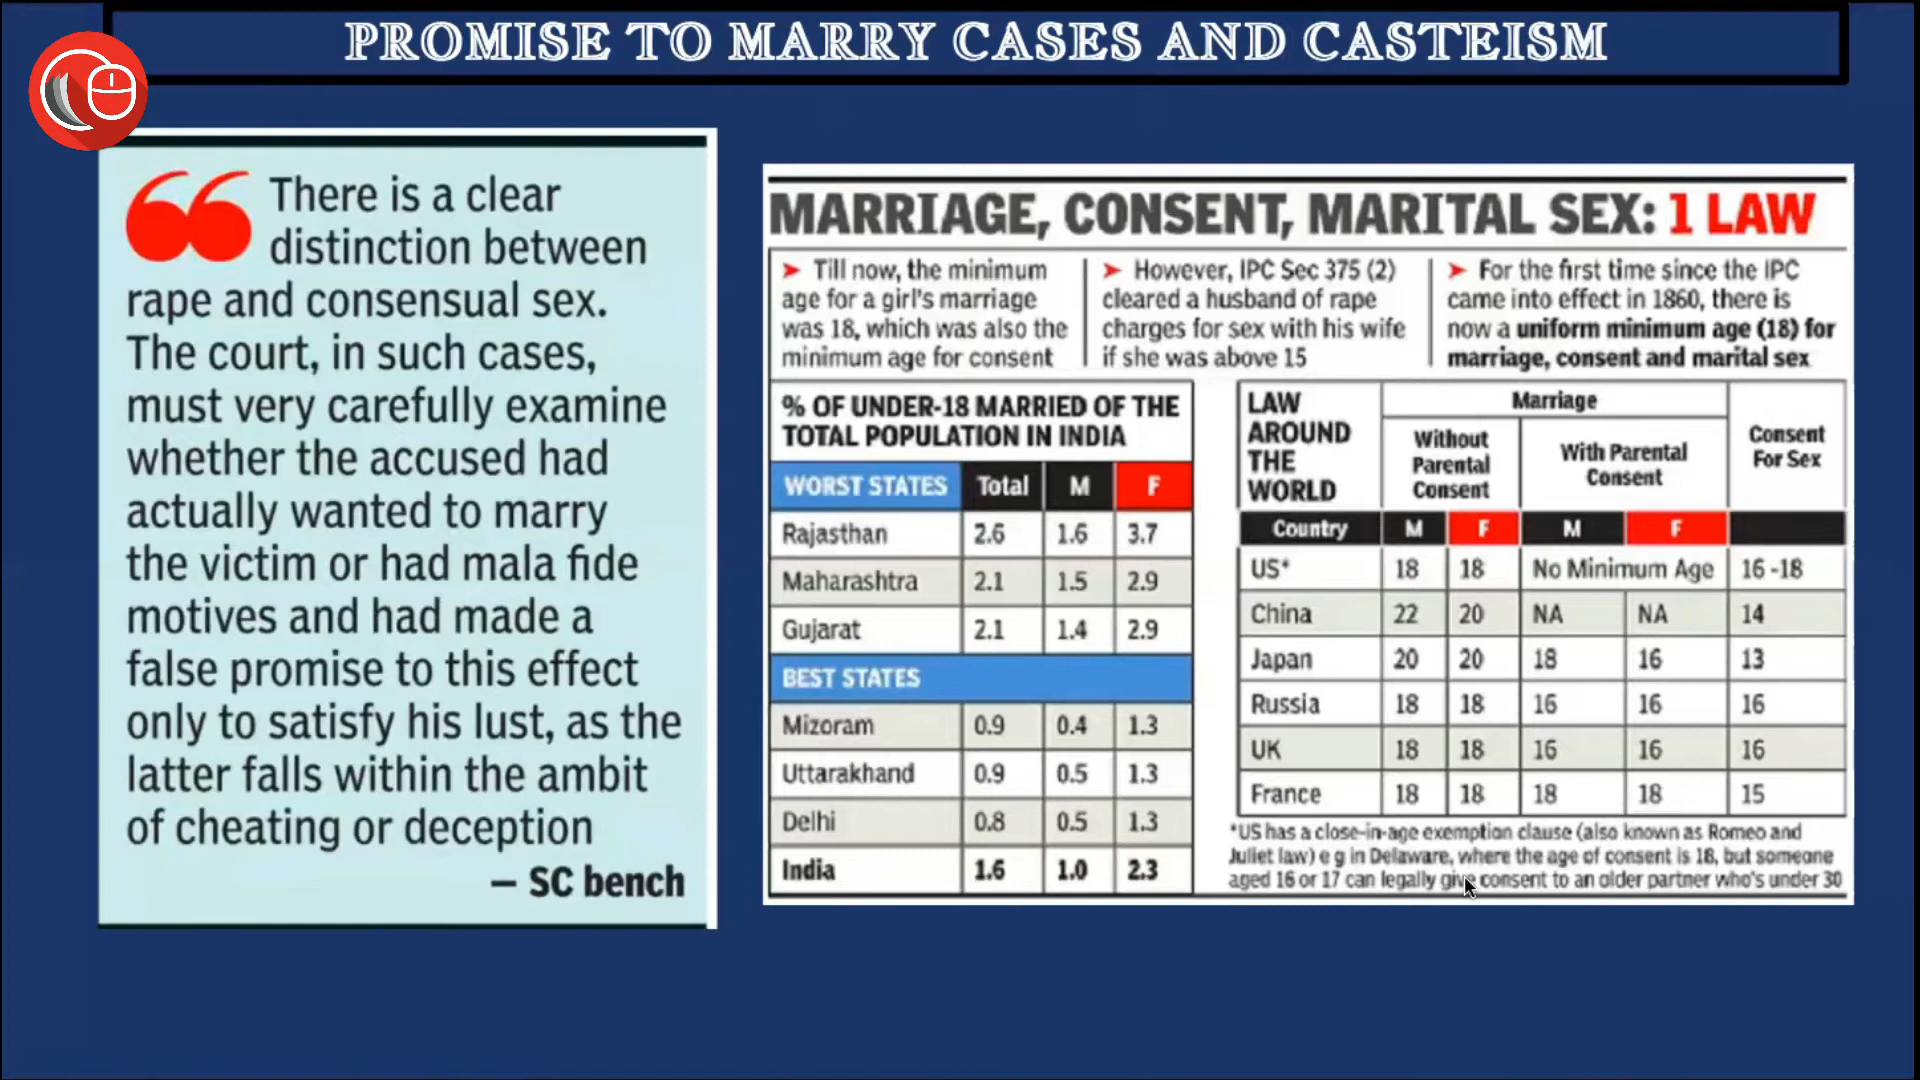 PROMISE TO MARRY CASES AND CASTEISM
There is a clear
distinction between
rape and consensual sex.
The court, in such cases,
must very carefully examine
whether the accused had
actually wanted to marry
the victim or had mala fide
motives and had made a
false promise to this effect
only to satisfy his lust, as the
latter falls within the ambit
of cheating or deception
– SC bench
MARRIAGE, CONSENT, MARITAL SEX: 1 LAW
Till now, the minimum
age for a girl's marriage
was 18, which was also the
minimum age for consent
However, IPC Sec 375 (2)
cleared a husband of rape
charges for sex with his wife
if she was above 15
For the first time since the IPC
came into effect in 1860, there is
now a uniform minimum age (18) for
marriage, consent and marital sex
% OF UNDER-18 MARRIED OF THE
TOTAL POPULATION IN INDIA
WORST STATES Total M F
Rajasthan 2.6 1.6 3.7
Maharashtra 2.1 1.5 2.9
Gujarat 2.1 1.4 2.9
BEST STATES
Mizoram 0.9 0.4 1.3
Uttarakhand 0.9 0.5 1.3
Delhi 0.8 0.5 1.3
India 1.6 1.0 2.3
LAW
AROUND
THE
WORLD
Marriage
Without
Parental
Consent
With Parental
Consent
Consent
For Sex
Country M F M F
US* 18 18 No Minimum Age 16 -18
China 22 20 NA NA 14
Japan 20 20 18 16 13
Russia 18 18 16 16 16
UK 18 18 16 16 16
France 18 18 18 18 15
*US has a close-in-age exemption clause (also known as Romeo and
Juliet law) e g in Delaware, where the age of consent is 18, but someone
aged 16 or 17 can legally give consent to an older partner who's under 30